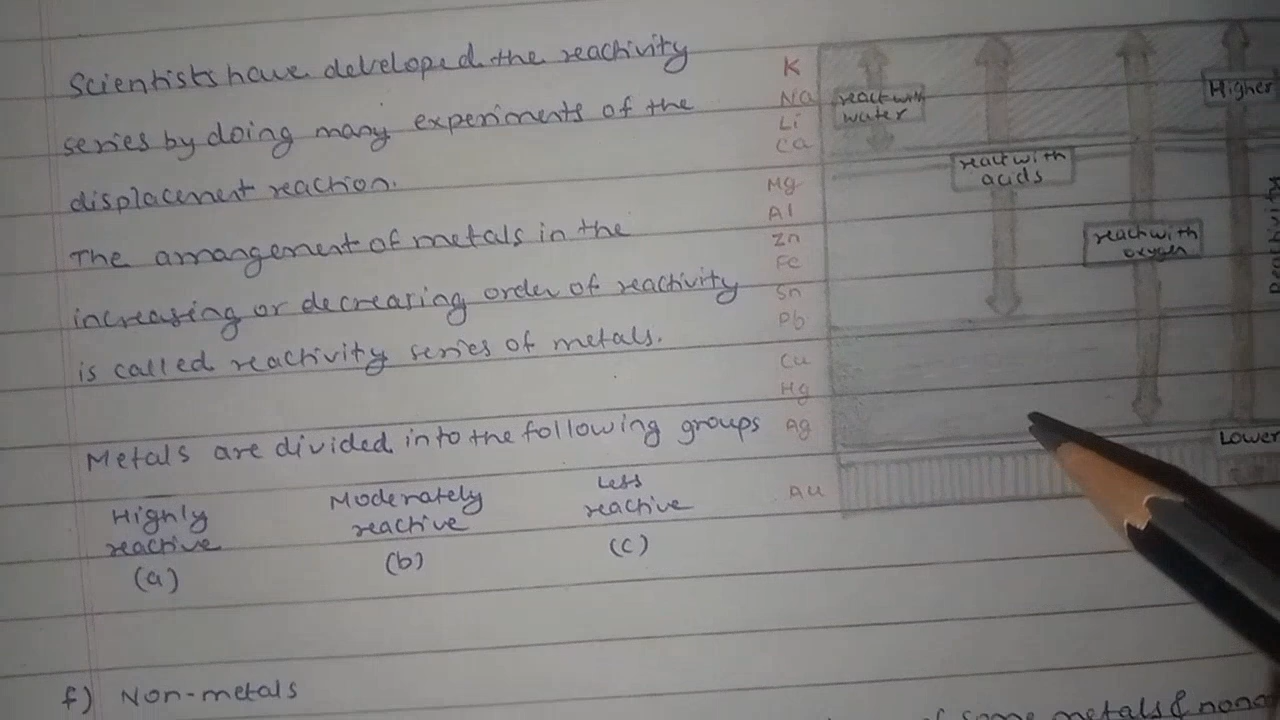 Scientists have developed the reactivity
series by doing many experiments of the
displacement reaction.
The arrangement of metals in the
increasing or decreasing order of reactivity
is called reactivity series of metals.
Metals are divided into the following groups
Highly reactive (a)
Moderately reactive (b)
Less reactive (c)
K
Na
Li
Ca
Mg
Al
Zn
Fe
Sn
Pb
Cu
Hg
Ag
Au
react with
water
react with
acids
react with
oxygen
Higher
Lower
f) Non-metals
of some metals &